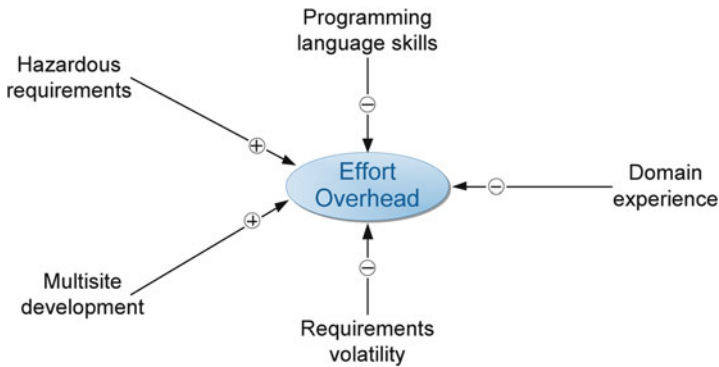 Programming
language skills
Hazardous
requirements
−
+
Effort
Overhead
−
Domain
experience
+
−
Multisite
development
Requirements
volatility